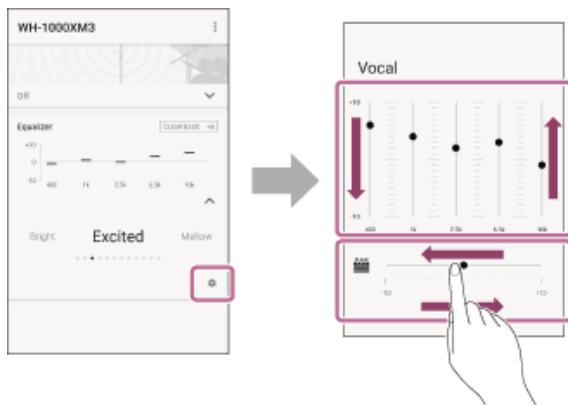 WH-1000XM3
Off
Equalizer
CLEAR BASS +6
+10
0
-10
400 1k 2.5k 6.3k 16k
Bright Excited Mellow
Vocal
+10
-10
400 1k 2.5k 6.3k 16k
-10 +10